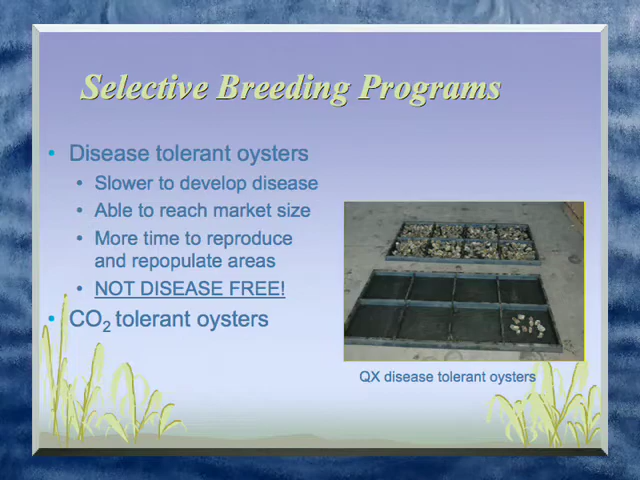 Selective Breeding Programs
• Disease tolerant oysters
• Slower to develop disease
• Able to reach market size
• More time to reproduce
and repopulate areas
• NOT DISEASE FREE!
• CO₂ tolerant oysters
QX disease tolerant oysters